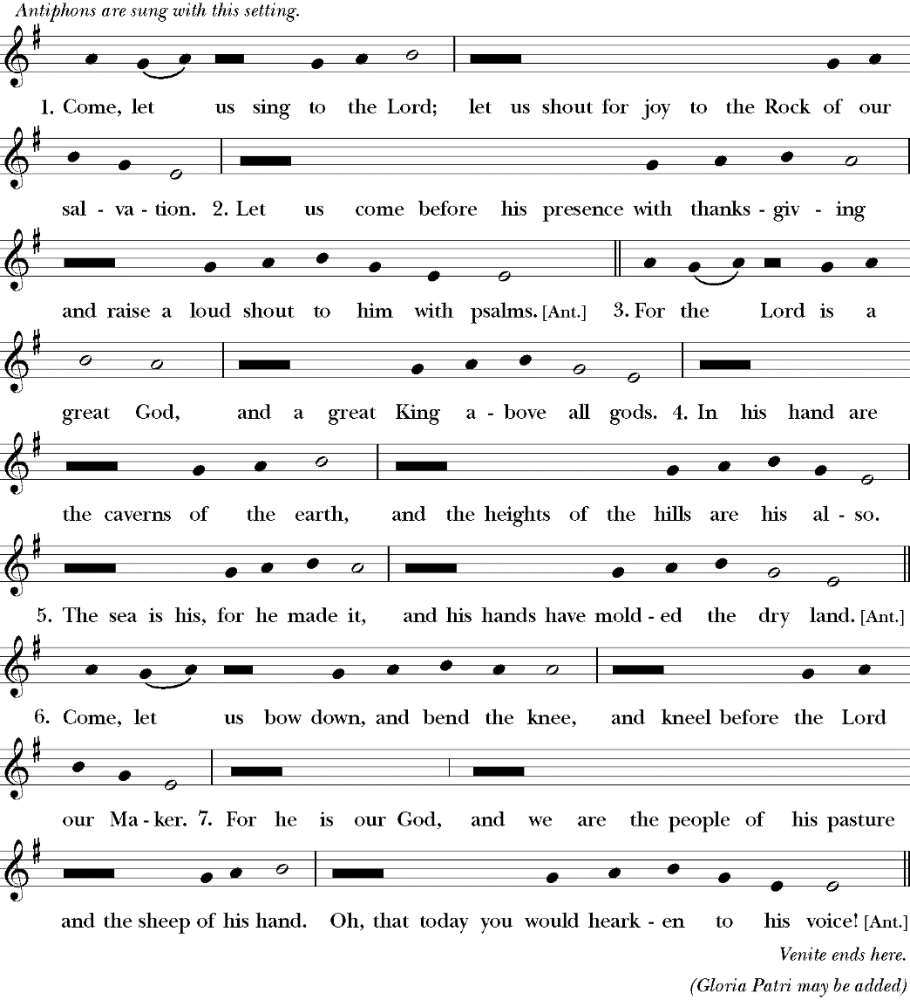 Antiphons are sung with this setting.
1. Come, let us sing to the Lord; let us shout for joy to the Rock of our
sal - va - tion. 2. Let us come before his presence with thanks - giv - ing
and raise a loud shout to him with psalms. [Ant.] 3. For the Lord is a
great God, and a great King a - bove all gods. 4. In his hand are
the caverns of the earth, and the heights of the hills are his al - so.
5. The sea is his, for he made it, and his hands have mold - ed the dry land. [Ant.]
6. Come, let us bow down, and bend the knee, and kneel before the Lord
our Ma - ker. 7. For he is our God, and we are the people of his pasture
and the sheep of his hand. Oh, that today you would heark - en to his voice! [Ant.]
Venite ends here.
(Gloria Patri may be added)